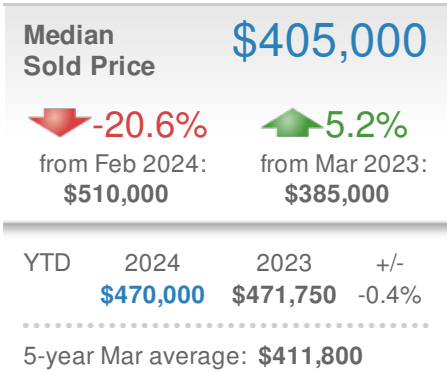 Median
Sold Price
$405,000
-20.6%
from Feb 2024:
$510,000
5.2%
from Mar 2023:
$385,000
YTD 2024 2023 +/-
$470,000 $471,750 -0.4%
5-year Mar average: $411,800